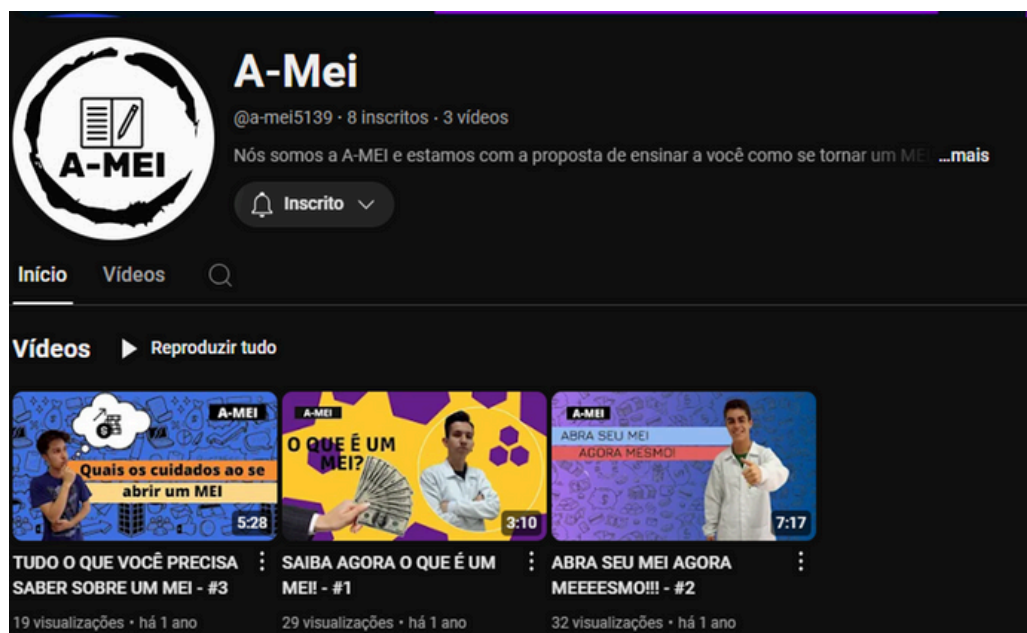 A-MEI
A-Mei
@a-mei5139 · 8 inscritos · 3 vídeos
Nós somos a A-MEI e estamos com a proposta de ensinar a você como se tornar um MEI ...mais
Inscrito
Início Vídeos
Vídeos Reproduzir tudo
A-MEI
Quais os cuidados ao se
abrir um MEI
5:28
TUDO O QUE VOCÊ PRECISA
SABER SOBRE UM MEI - #3
19 visualizações • há 1 ano
A-MEI
O QUE É UM
MEI?
3:10
SAIBA AGORA O QUE É UM
MEI! - #1
29 visualizações • há 1 ano
A-MEI
ABRA SEU MEI
AGORA MESMO!
7:17
ABRA SEU MEI AGORA
MEEEESMO!!! - #2
32 visualizações • há 1 ano